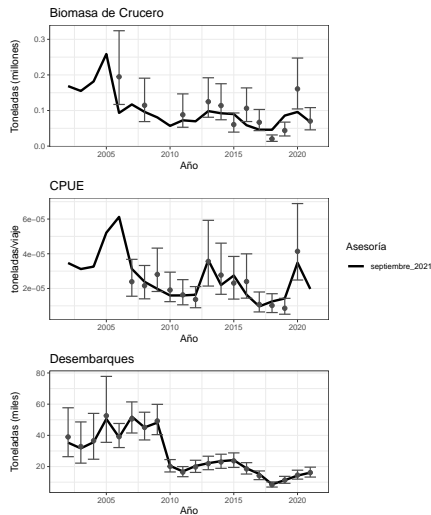 Biomasa de Crucero
Toneladas (millones)
0.3
0.2
0.1
0.0
2005
2010
2015
2020
Año
CPUE
toneladas/viaje
6e-05
4e-05
2e-05
2005
2010
2015
2020
Año
Asesoría
septiembre_2021
Desembarques
Toneladas (miles)
80
60
40
20
2005
2010
2015
2020
Año